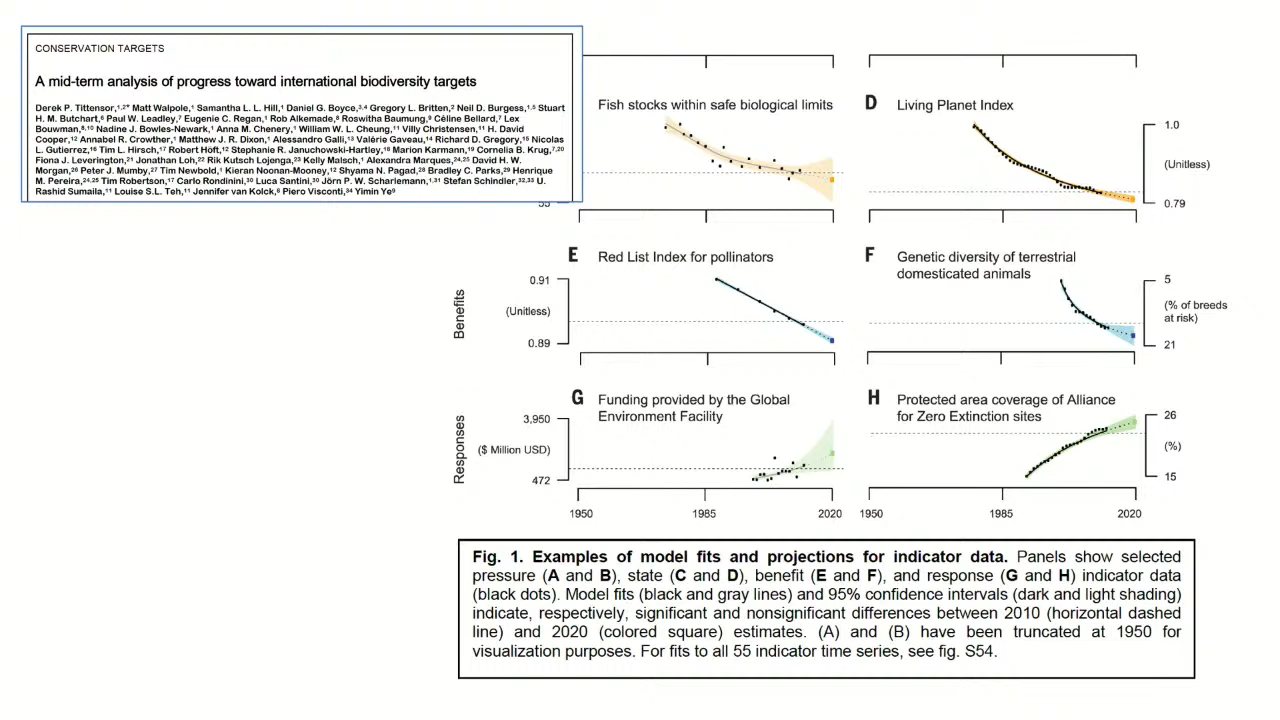 CONSERVATION TARGETS
A mid-term analysis of progress toward international biodiversity targets
Derek P. Tittensor,1,2* Matt Walpole,1 Samantha L. L. Hill,1 Daniel G. Boyce,3,4 Gregory L. Britten,2 Neil D. Burgess,1,5 Stuart
H. M. Butchart,6 Paul W. Leadley,7 Eugenie C. Regan,1 Rob Alkemade,8 Roswitha Baumung,9 Céline Bellard,7 Lex
Bouwman,8,10 Nadine J. Bowles-Newark,1 Anna M. Chenery,1 William W. L. Cheung,11 Villy Christensen,11 H. David
Cooper,12 Annabel R. Crowther,1 Matthew J. R. Dixon,1 Alessandro Galli,13 Valérie Gaveau,14 Richard D. Gregory,15 Nicolas
L. Gutierrez,16 Tim L. Hirsch,17 Robert Höft,12 Stephanie R. Januchowski-Hartley,18 Marion Karmann,19 Cornelia B. Krug,7,20
Fiona J. Leverington,21 Jonathan Loh,22 Rik Kutsch Lojenga,23 Kelly Malsch,1 Alexandra Marques,24,25 David H. W.
Morgan,26 Peter J. Mumby,27 Tim Newbold,1 Kieran Noonan-Mooney,12 Shyama N. Pagad,28 Bradley C. Parks,29 Henrique
M. Pereira,24,25 Tim Robertson,17 Carlo Rondinini,30 Luca Santini,30 Jörn P. W. Scharlemann,1,31 Stefan Schindler,32,33 U.
Rashid Sumaila,11 Louise S.L. Teh,11 Jennifer van Kolck,8 Piero Visconti,34 Yimin Ye9
Fish stocks within safe biological limits
D Living Planet Index
1.0
(Unitless)
0.79
E Red List Index for pollinators
Benefits
0.91
(Unitless)
0.89
F Genetic diversity of terrestrial
domesticated animals
5
(% of breeds
at risk)
21
G Funding provided by the Global
Environment Facility
Responses
3,950
($ Million USD)
472
H Protected area coverage of Alliance
for Zero Extinction sites
26
(%)
15
1950 1985 2020
1950 1985 2020
Fig. 1. Examples of model fits and projections for indicator data. Panels show selected
pressure (A and B), state (C and D), benefit (E and F), and response (G and H) indicator data
(black dots). Model fits (black and gray lines) and 95% confidence intervals (dark and light shading)
indicate, respectively, significant and nonsignificant differences between 2010 (horizontal dashed
line) and 2020 (colored square) estimates. (A) and (B) have been truncated at 1950 for
visualization purposes. For fits to all 55 indicator time series, see fig. S54.